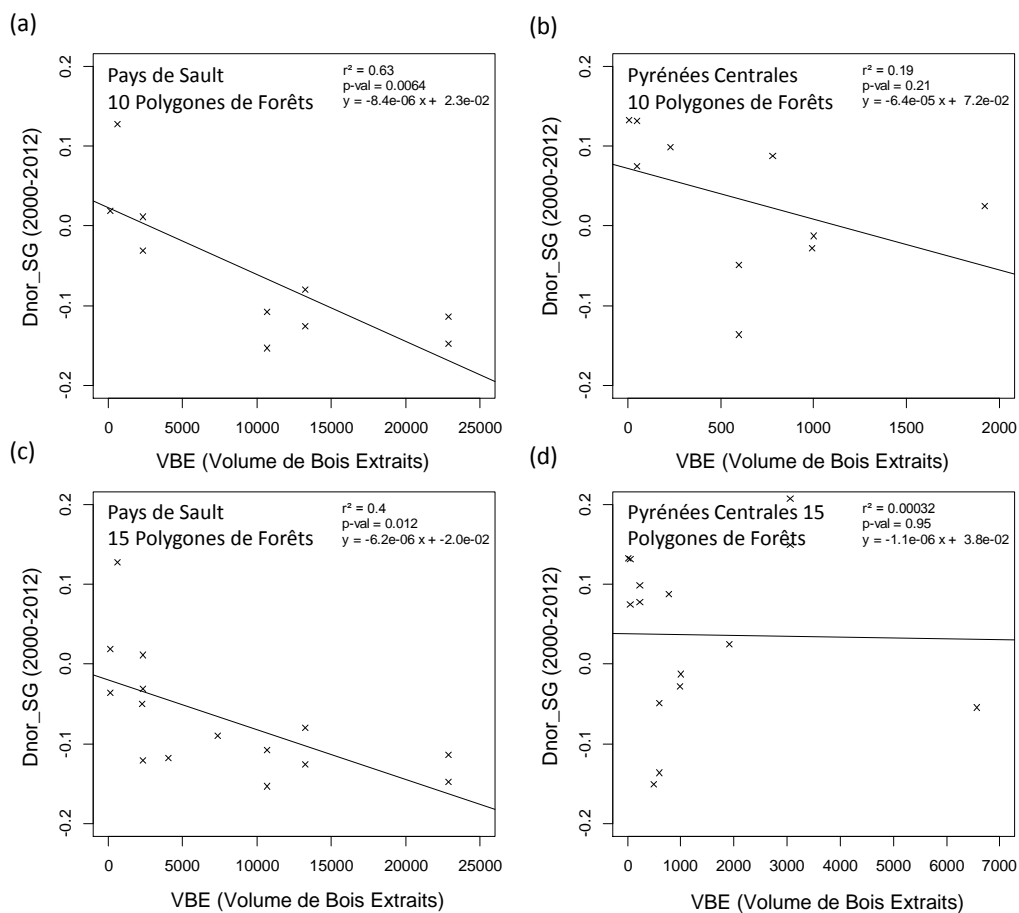 (a)
Pays de Sault
10 Polygones de Forêts
r² = 0.63
p-val = 0.0064
y = -8.4e-06 x + 2.3e-02
Dnor_SG (2000-2012)
0.2
0.1
0.0
-0.1
-0.2
0 5000 10000 15000 20000 25000
VBE (Volume de Bois Extraits)
(b)
Pyrénées Centrales
10 Polygones de Forêts
r² = 0.19
p-val = 0.21
y = -6.4e-05 x + 7.2e-02
Dnor_SG (2000-2012)
0.2
0.1
0.0
-0.1
-0.2
0 500 1000 1500 2000
VBE (Volume de Bois Extraits)
(c)
Pays de Sault
15 Polygones de Forêts
r² = 0.4
p-val = 0.012
y = -6.2e-06 x + -2.0e-02
Dnor_SG (2000-2012)
0.2
0.1
0.0
-0.1
-0.2
0 5000 10000 15000 20000 25000
VBE (Volume de Bois Extraits)
(d)
Pyrénées Centrales 15
Polygones de Forêts
r² = 0.00032
p-val = 0.95
y = -1.1e-06 x + 3.8e-02
Dnor_SG (2000-2012)
0.2
0.1
0.0
-0.1
-0.2
0 1000 2000 3000 4000 5000 6000 7000
VBE (Volume de Bois Extraits)